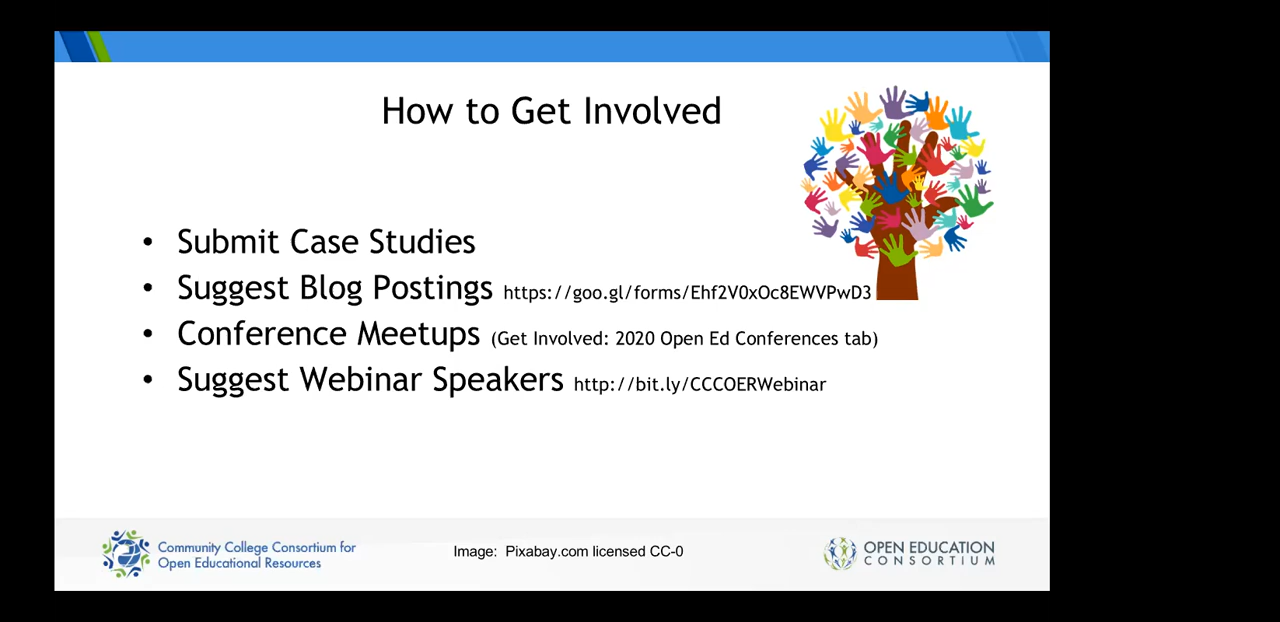 How to Get Involved
• Submit Case Studies
• Suggest Blog Postings https://goo.gl/forms/Ehf2V0xOc8EWVPwD3
• Conference Meetups (Get Involved: 2020 Open Ed Conferences tab)
• Suggest Webinar Speakers http://bit.ly/CCCOERWebinar
Community College Consortium for
Open Educational Resources
Image: Pixabay.com licensed CC-0
OPEN EDUCATION
CONSORTIUM